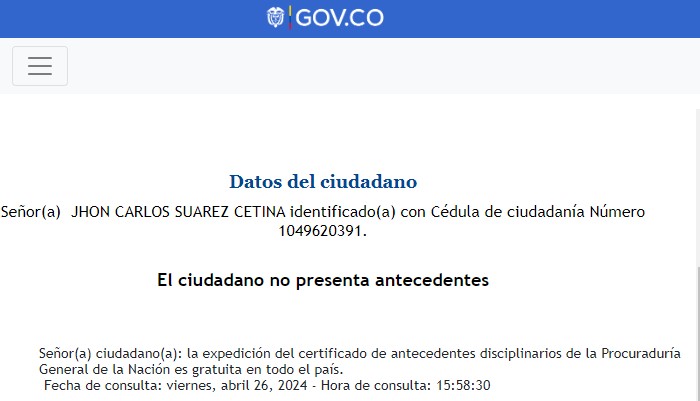 GOV.CO
Datos del ciudadano
Señor(a) JHON CARLOS SUAREZ CETINA identificado(a) con Cédula de ciudadanía Número
1049620391.
El ciudadano no presenta antecedentes
Señor(a) ciudadano(a): la expedición del certificado de antecedentes disciplinarios de la Procuraduría
General de la Nación es gratuita en todo el país.
Fecha de consulta: viernes, abril 26, 2024 - Hora de consulta: 15:58:30